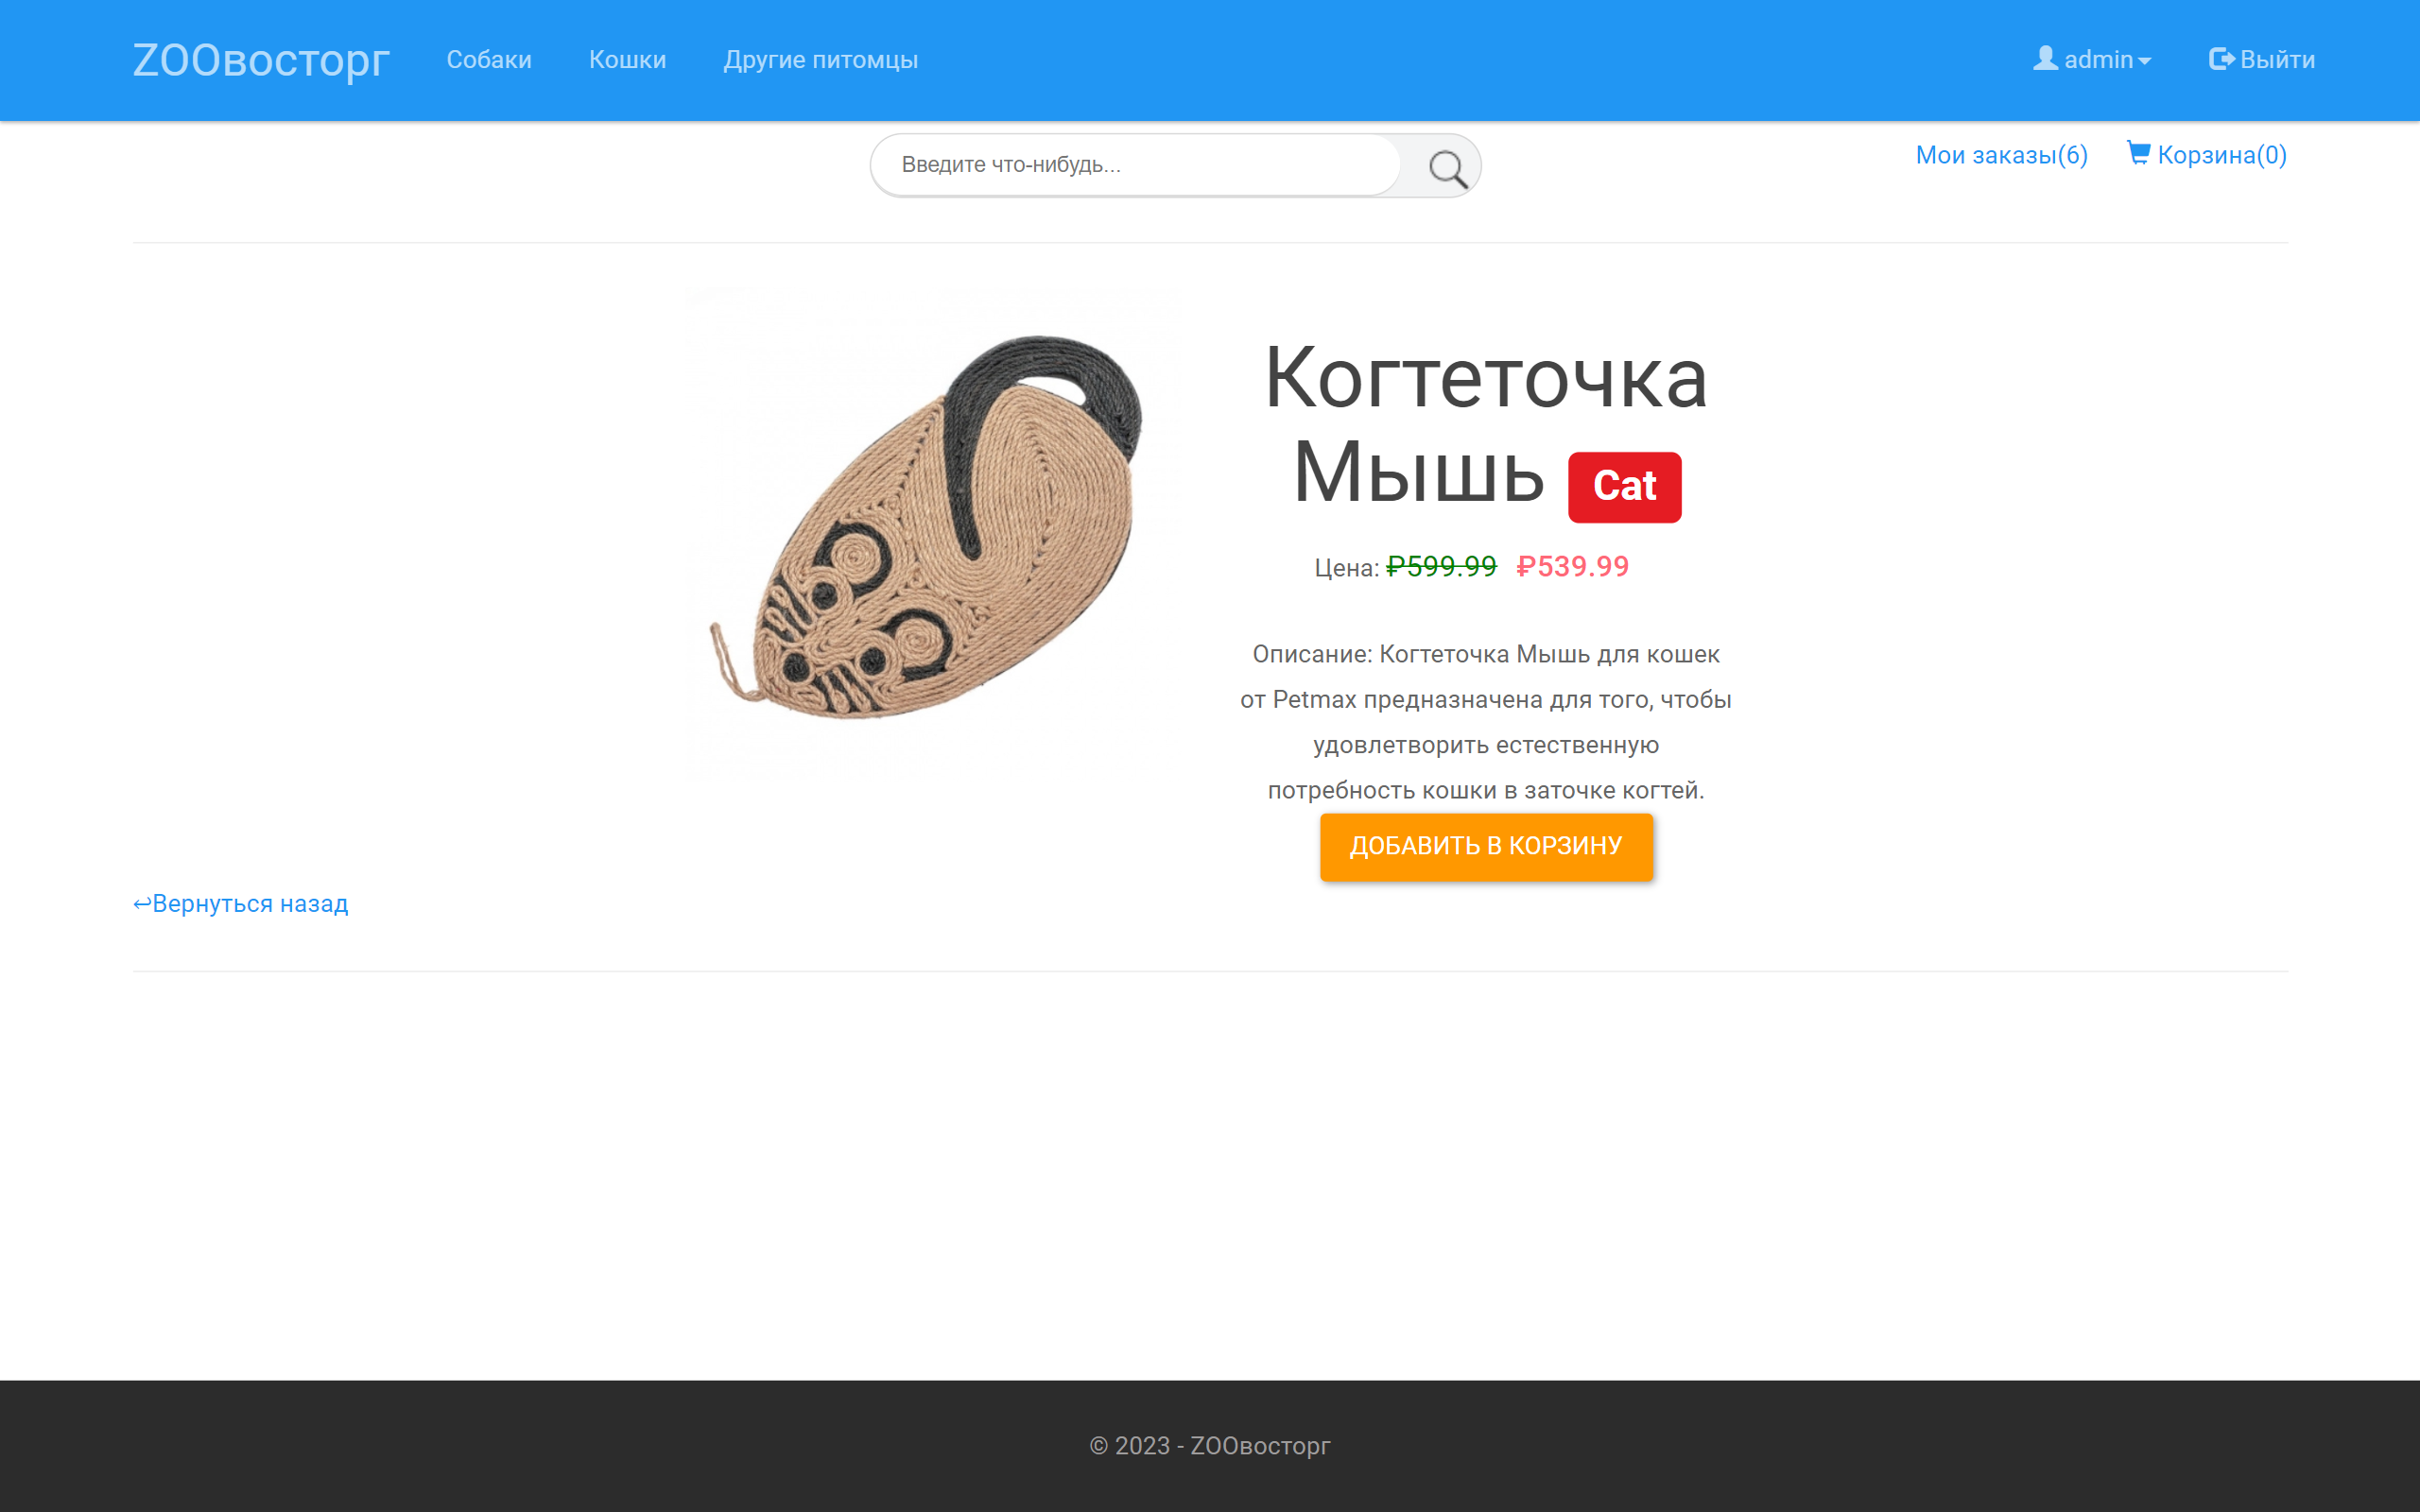 ZOOвосторг Собаки Кошки Другие питомцы admin Выйти
Введите что-нибудь...
Мои заказы(6) Корзина(0)
Когтеточка
Мышь Cat
Цена: ₽599.99 ₽539.99
Описание: Когтеточка Мышь для кошек
от Petmax предназначена для того, чтобы
удовлетворить естественную
потребность кошки в заточке когтей.
ДОБАВИТЬ В КОРЗИНУ
↩Вернуться назад
© 2023 - ZOOвосторг